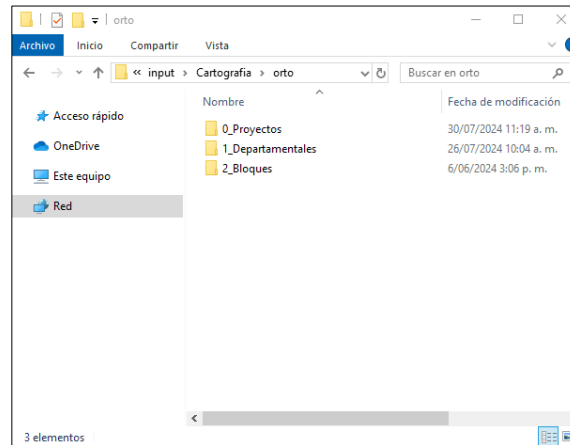 orto
Archivo Inicio Compartir Vista
« input › Cartografia › orto
Buscar en orto
Nombre Fecha de modificación
Acceso rápido
OneDrive
Este equipo
Red
0_Proyectos 30/07/2024 11:19 a. m.
1_Departamentales 26/07/2024 10:04 a. m.
2_Bloques 6/06/2024 3:06 p. m.
3 elementos